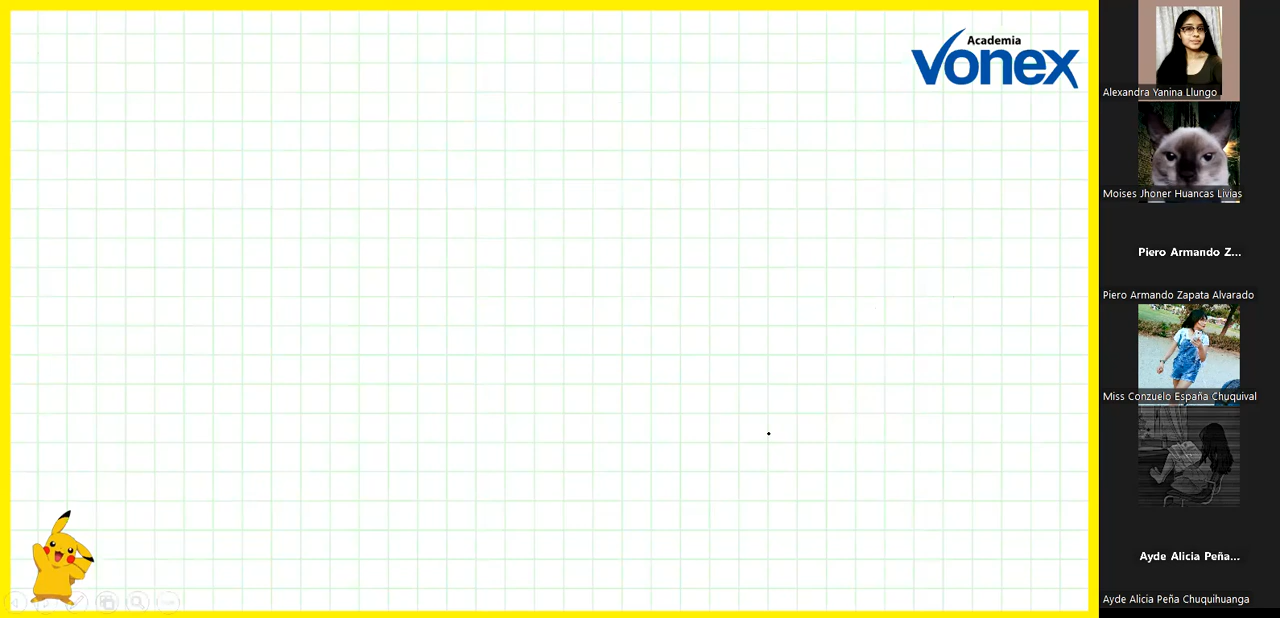 Academia
Vonex
Alexandra Yanina Llungo
Moises Jhoner Huancas Livias
Piero Armando Z...
Piero Armando Zapata Alvarado
Miss Conzuelo España Chuquival
Ayde Alicia Peña...
Ayde Alicia Peña Chuquihuanga